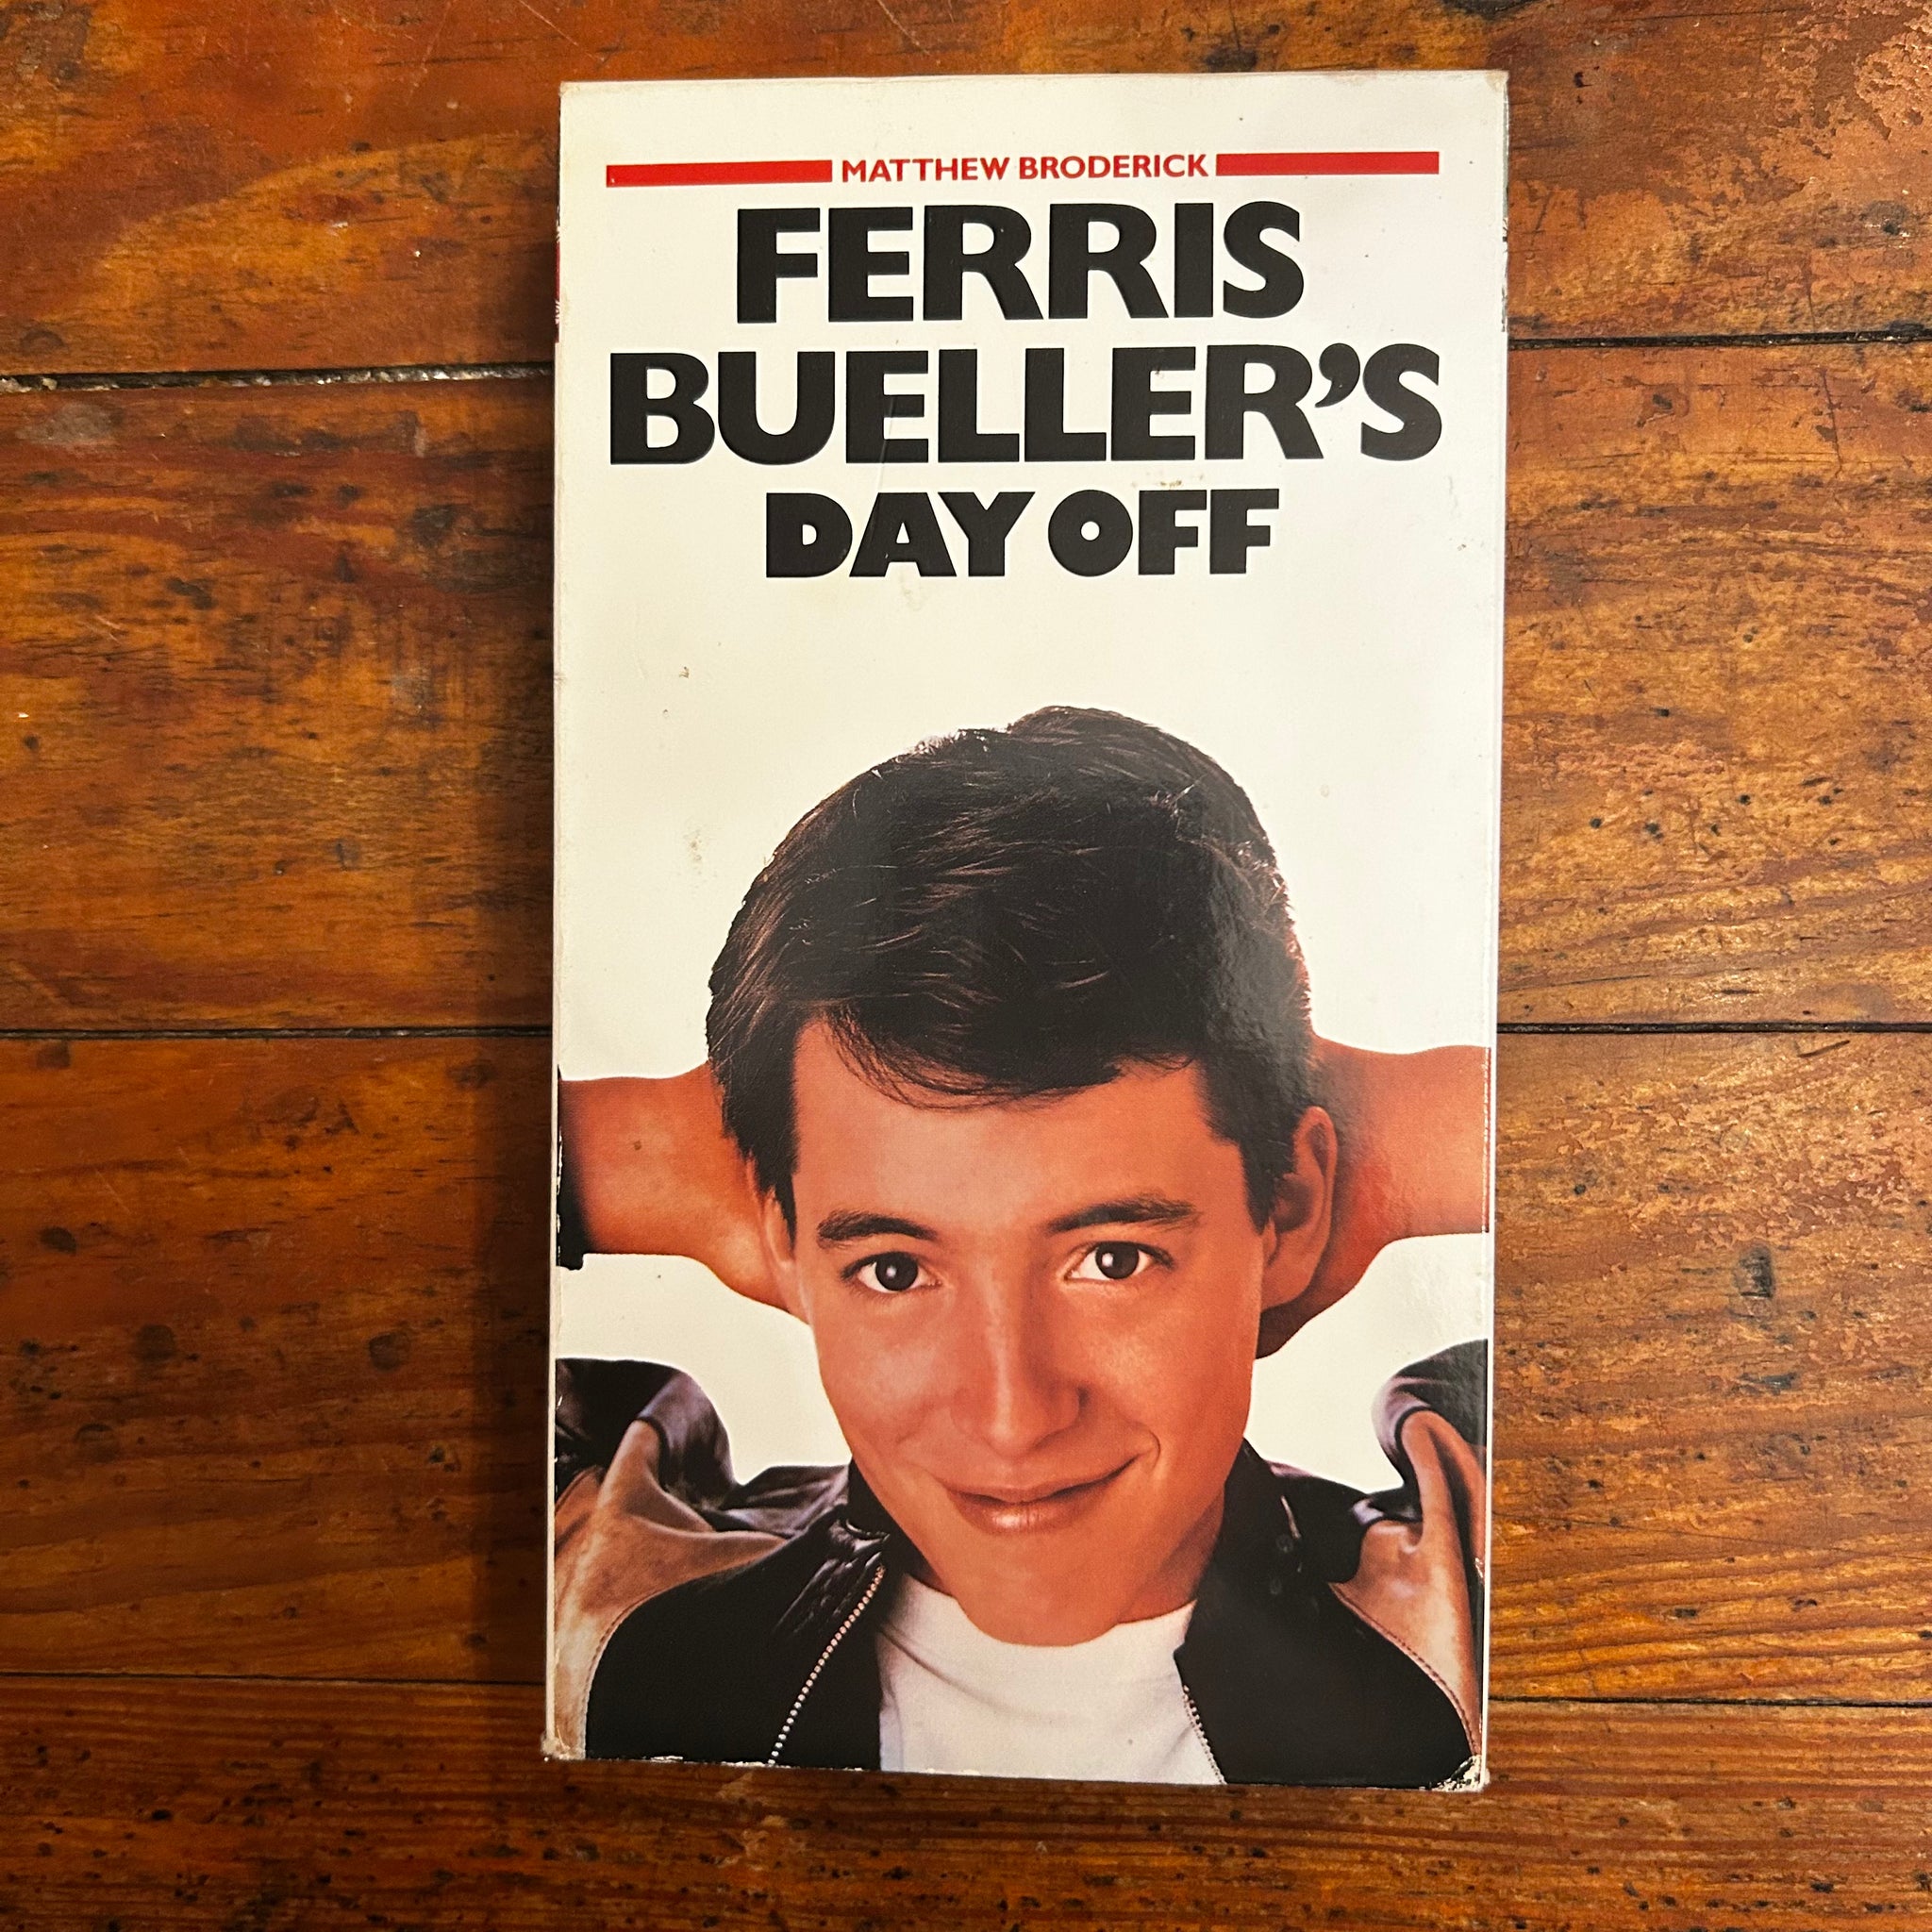 MATTHEW BRODERICK
FERRIS
BUELLER'S
DAY OFF